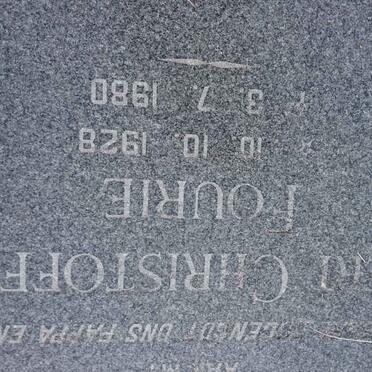 ONS PAPPA EN
CHRISTOFF
FOURIE
10. 10. 1928
3. 7. 1980